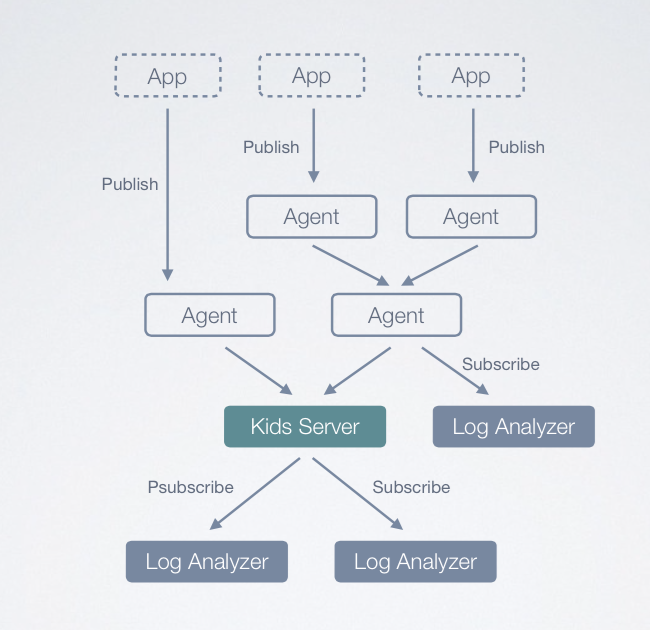 App
App
App
Publish
Publish
Publish
Agent
Agent
Agent
Agent
Subscribe
Kids Server
Log Analyzer
Psubscribe
Subscribe
Log Analyzer
Log Analyzer